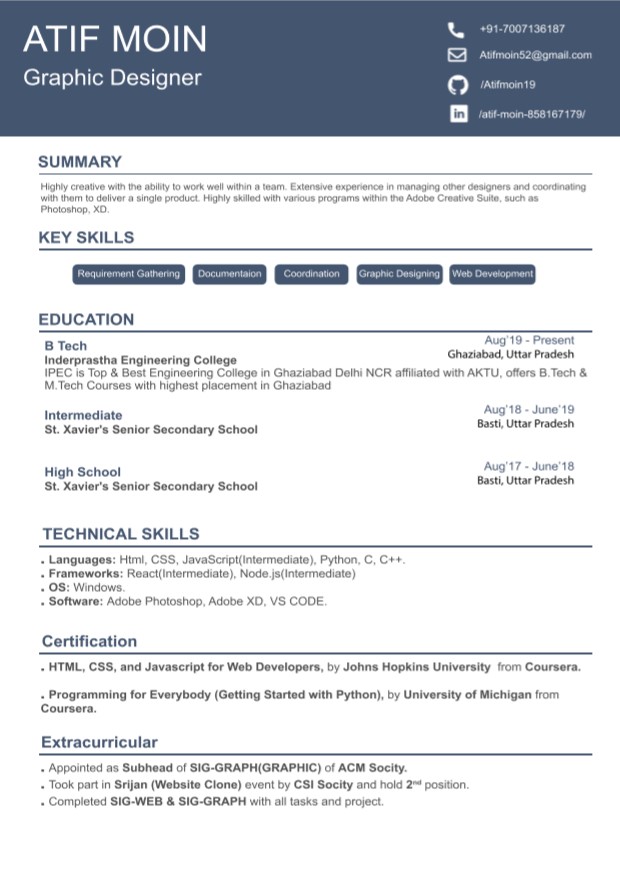 ATIF MOIN
Graphic Designer
+91-7007136187
Atifmoin52@gmail.com
/Atifmoin19
/atif-moin-858167179/
SUMMARY
Highly creative with the ability to work well within a team. Extensive experience in managing other designers and coordinating
with them to deliver a single product. Highly skilled with various programs within the Adobe Creative Suite, such as
Photoshop, XD.
KEY SKILLS
Requirement Gathering Documentaion Coordination Graphic Designing Web Development
EDUCATION
B Tech Aug'19 - Present
Inderprastha Engineering College Ghaziabad, Uttar Pradesh
IPEC is Top & Best Engineering College in Ghaziabad Delhi NCR affiliated with AKTU, offers B.Tech &
M.Tech Courses with highest placement in Ghaziabad
Intermediate Aug'18 - June'19
St. Xavier's Senior Secondary School Basti, Uttar Pradesh
High School Aug'17 - June'18
St. Xavier's Senior Secondary School Basti, Uttar Pradesh
TECHNICAL SKILLS
. Languages: Html, CSS, JavaScript(Intermediate), Python, C, C++.
. Frameworks: React(Intermediate), Node.js(Intermediate)
. OS: Windows.
. Software: Adobe Photoshop, Adobe XD, VS CODE.
Certification
. HTML, CSS, and Javascript for Web Developers, by Johns Hopkins University from Coursera.
. Programming for Everybody (Getting Started with Python), by University of Michigan from
Coursera.
Extracurricular
. Appointed as Subhead of SIG-GRAPH(GRAPHIC) of ACM Socity.
. Took part in Srijan (Website Clone) event by CSI Socity and hold 2nd position.
. Completed SIG-WEB & SIG-GRAPH with all tasks and project.